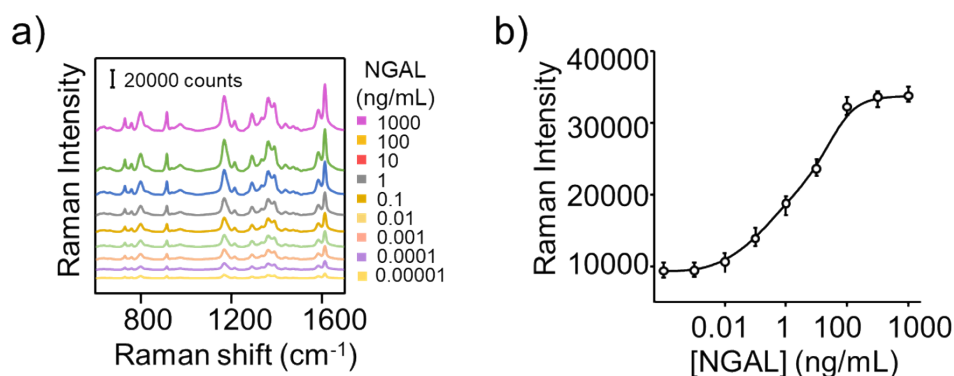 a)
20000 counts
NGAL
(ng/mL)
1000
100
10
1
0.1
0.01
0.001
0.0001
0.00001
Raman Intensity
800 1200 1600
Raman shift (cm⁻¹)
b)
40000
30000
20000
10000
Raman Intensity
0.01 1 100 1000
[NGAL] (ng/mL)